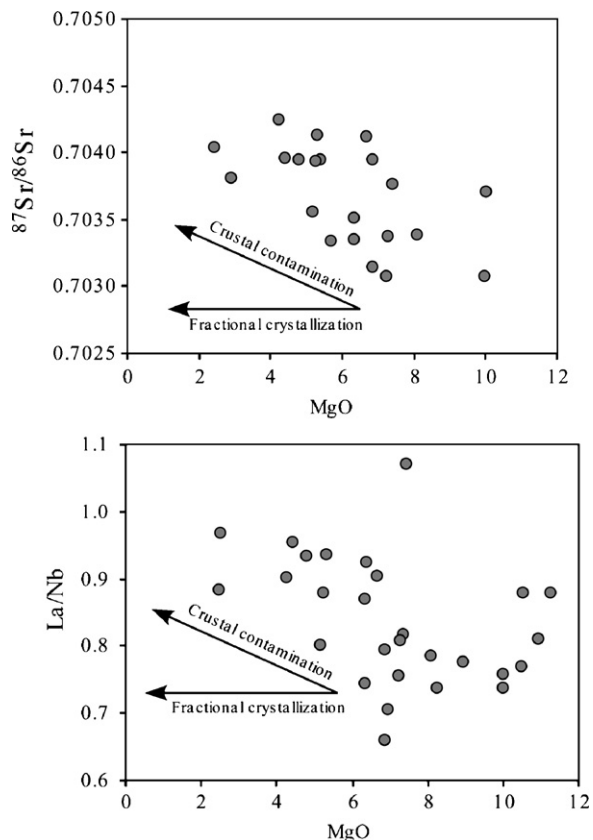 0.7050
0.7045
0.7040
0.7035
0.7030
0.7025
87Sr/86Sr
Crustal contamination
Fractional crystallization
0 2 4 6 8 10 12
MgO
1.1
1.0
0.9
0.8
0.7
0.6
La/Nb
Crustal contamination
Fractional crystallization
0 2 4 6 8 10 12
MgO